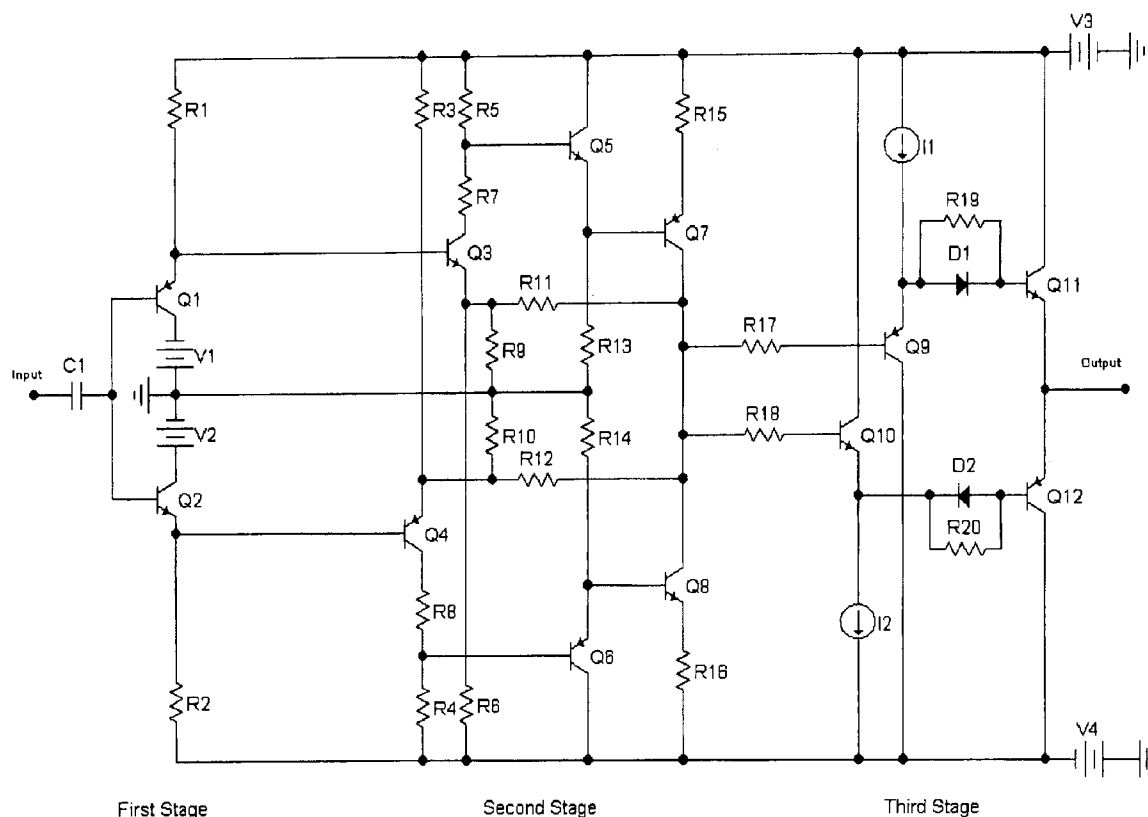 V3
R1
R3
R5
R15
Q5
I1
R7
R19
Q7
D1
Q3
Q11
Q1
R11
R17
V1
R9
R13
Q9
C1
Input
Output
V2
R10
R14
R18
Q10
R12
D2
Q2
Q12
Q4
R20
Q8
R8
I2
Q6
R16
R2
R4
R6
V4
First Stage
Second Stage
Third Stage